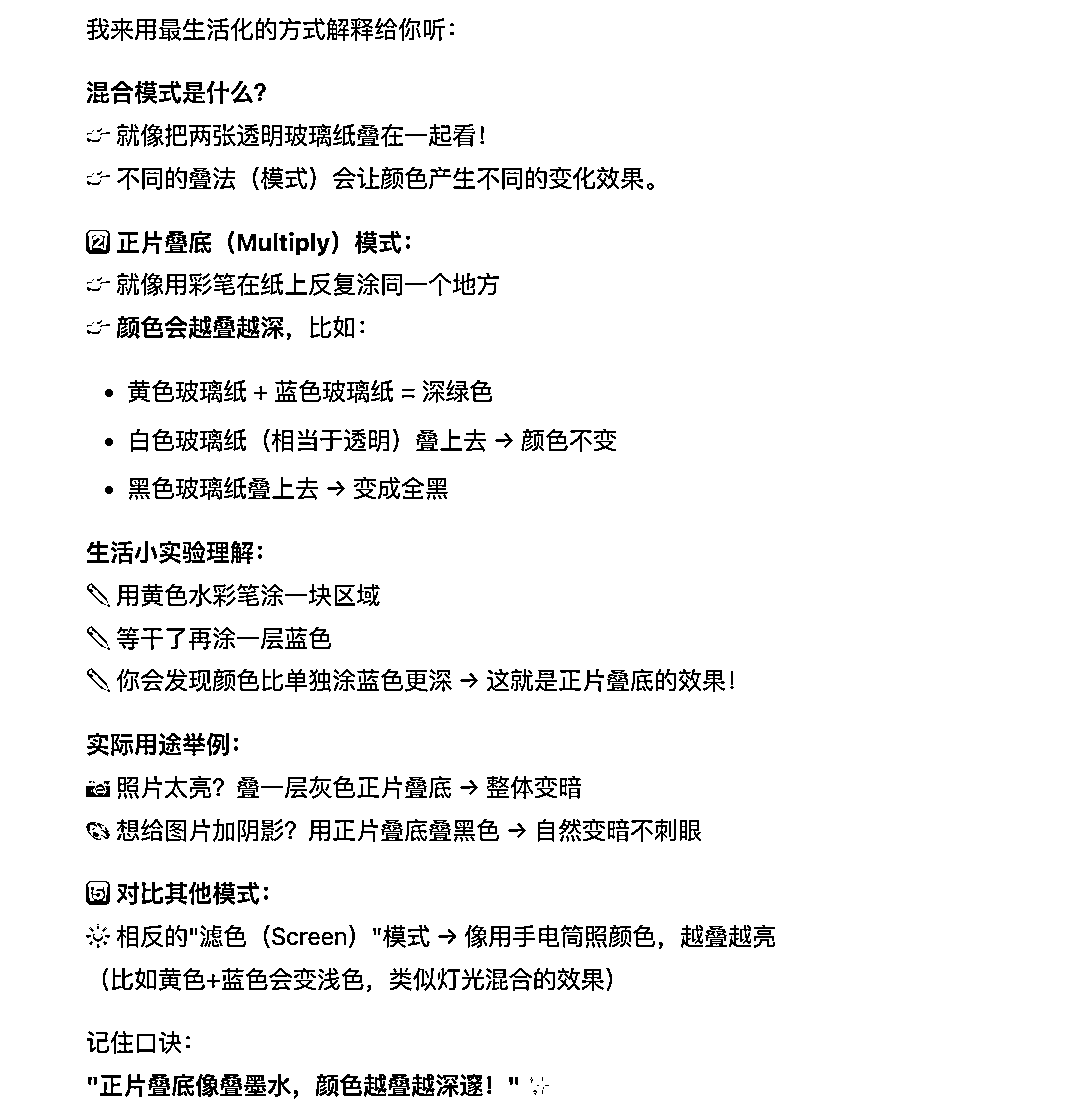 我来用最生活化的方式解释给你听：
混合模式是什么？
👉 就像把两张透明玻璃纸叠在一起看！
👉 不同的叠法（模式）会让颜色产生不同的变化效果。
2️⃣ 正片叠底（Multiply）模式：
👉 就像用彩笔在纸上反复涂同一个地方
👉 颜色会越叠越深，比如：
• 黄色玻璃纸 + 蓝色玻璃纸 = 深绿色
• 白色玻璃纸（相当于透明）叠上去 → 颜色不变
• 黑色玻璃纸叠上去 → 变成全黑
生活小实验理解：
✏️ 用黄色水彩笔涂一块区域
✏️ 等干了再涂一层蓝色
✏️ 你会发现颜色比单独涂蓝色更深 → 这就是正片叠底的效果！
实际用途举例：
📷 照片太亮？叠一层灰色正片叠底 → 整体变暗
🎨 想给图片加阴影？用正片叠底叠黑色 → 自然变暗不刺眼
5️⃣ 对比其他模式：
☀️ 相反的"滤色（Screen）"模式 → 像用手电筒照颜色，越叠越亮
（比如黄色+蓝色会变浅色，类似灯光混合的效果）
记住口诀：
"正片叠底像叠墨水，颜色越叠越深邃！" ✨